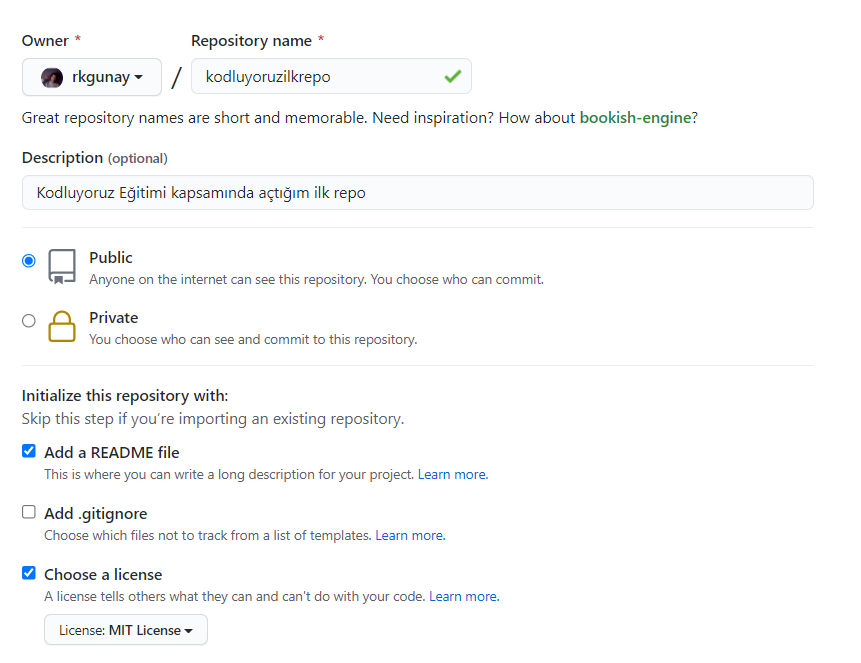 Owner * Repository name *
rkgunay / kodluyoruzilkrepo
Great repository names are short and memorable. Need inspiration? How about bookish-engine?
Description (optional)
Kodluyoruz Eğitimi kapsamında açtığım ilk repo
Public
Anyone on the internet can see this repository. You choose who can commit.
Private
You choose who can see and commit to this repository.
Initialize this repository with:
Skip this step if you're importing an existing repository.
Add a README file
This is where you can write a long description for your project. Learn more.
Add .gitignore
Choose which files not to track from a list of templates. Learn more.
Choose a license
A license tells others what they can and can't do with your code. Learn more.
License: MIT License